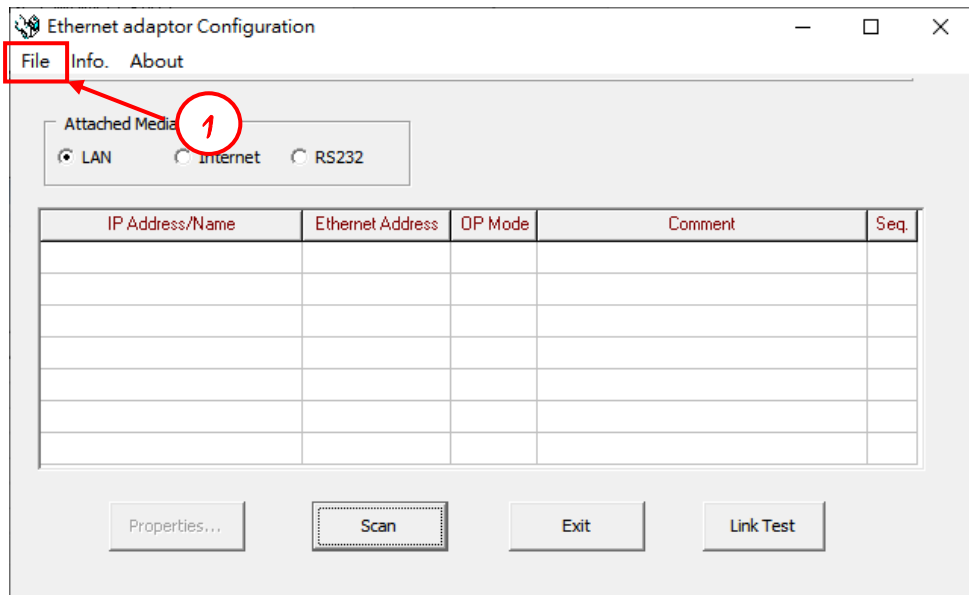 Ethernet adaptor Configuration
File Info. About
Attached Media
1
LAN Internet RS232
IP Address/Name Ethernet Address OP Mode Comment Seq.
Properties... Scan Exit Link Test